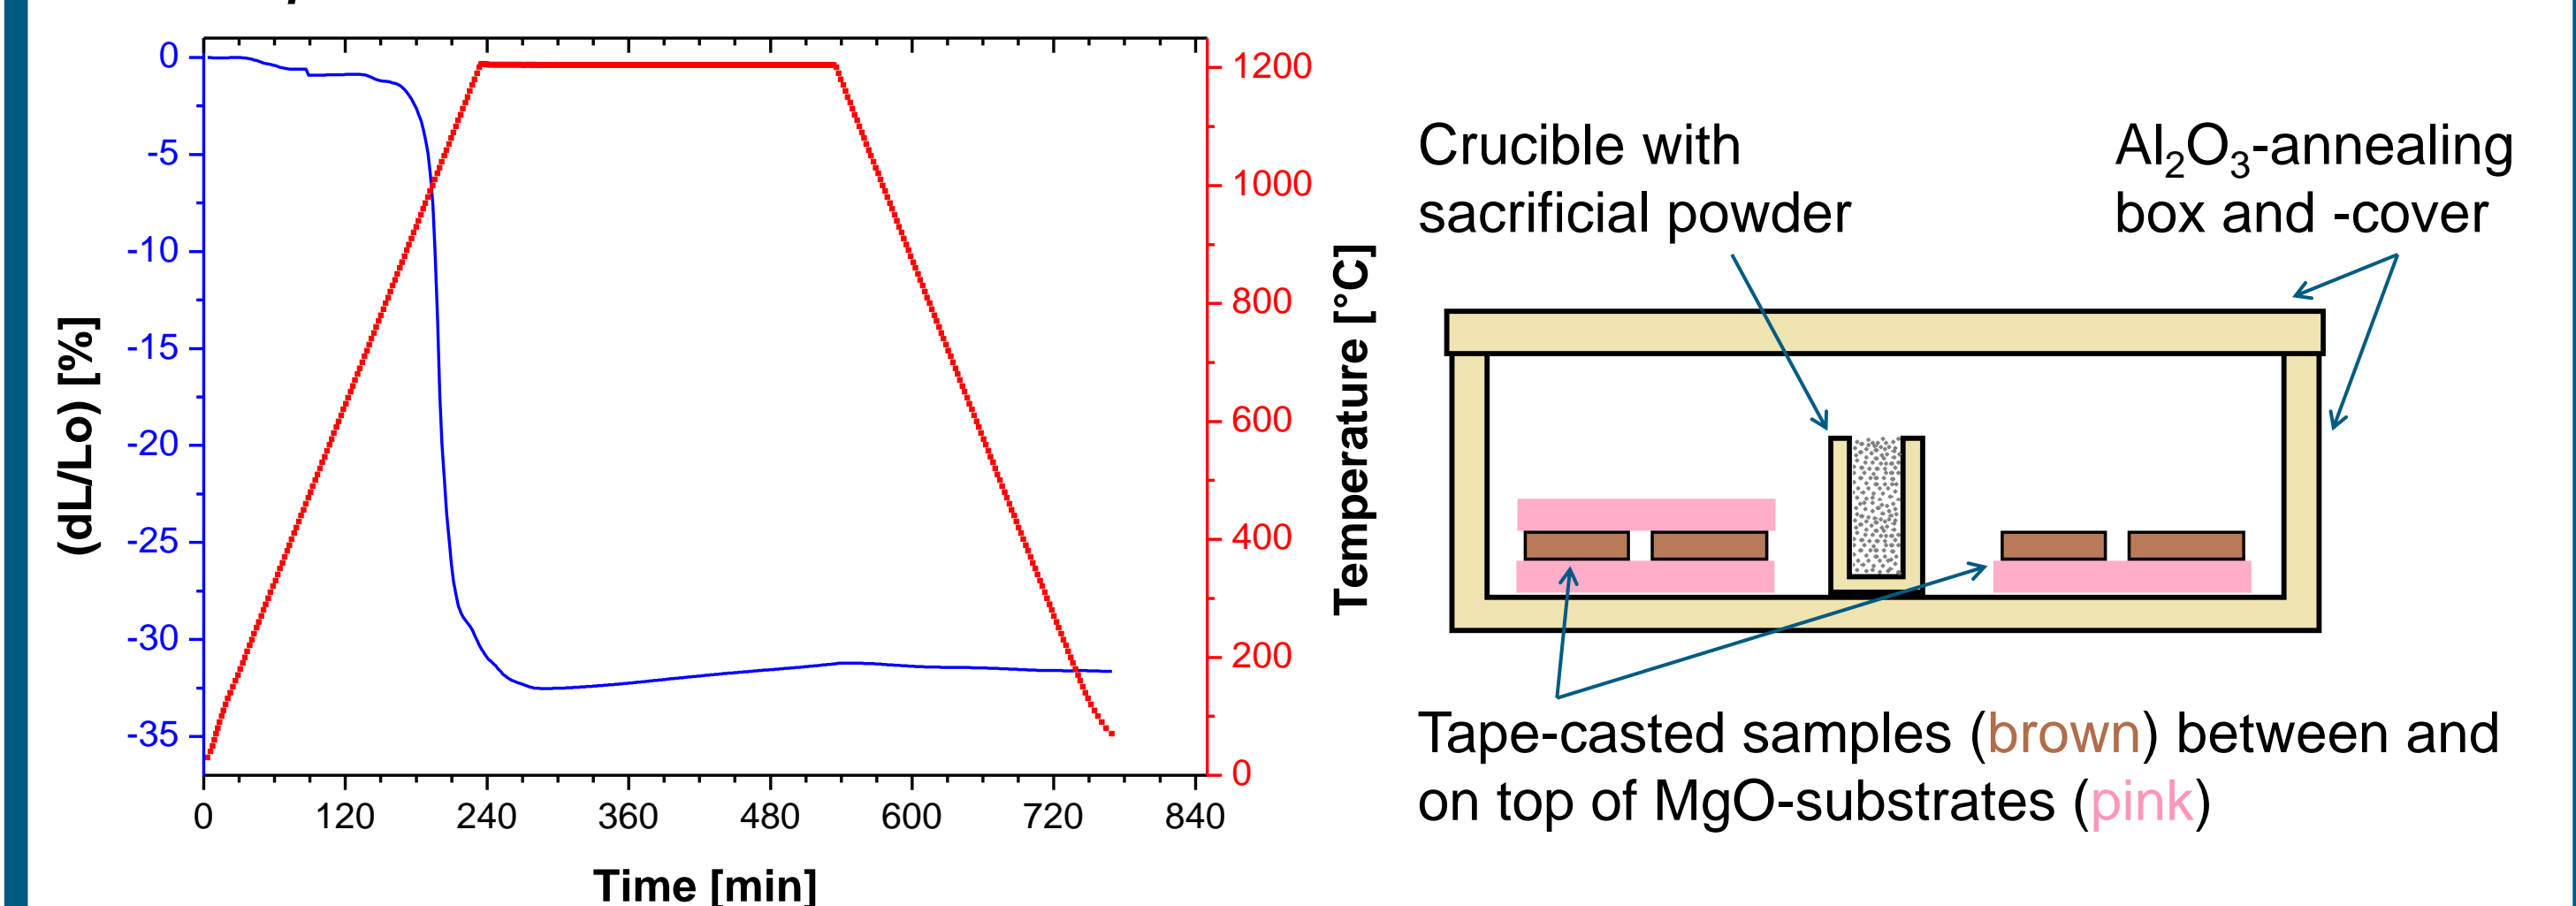 0
-5
-10
-15
-20
-25
-30
-35
(dL/Lo) [%]
0 120 240 360 480 600 720 840
Time [min]
1200
1000
800
600
400
200
0
Temperature [°C]
Crucible with
sacrificial powder
Al₂O₃-annealing
box and -cover
Tape-casted samples (brown) between and
on top of MgO-substrates (pink)